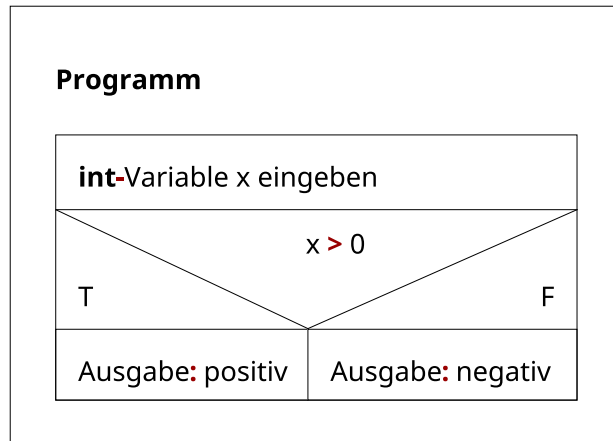 Programm
int-Variable x eingeben
x > 0
T F
Ausgabe: positiv Ausgabe: negativ